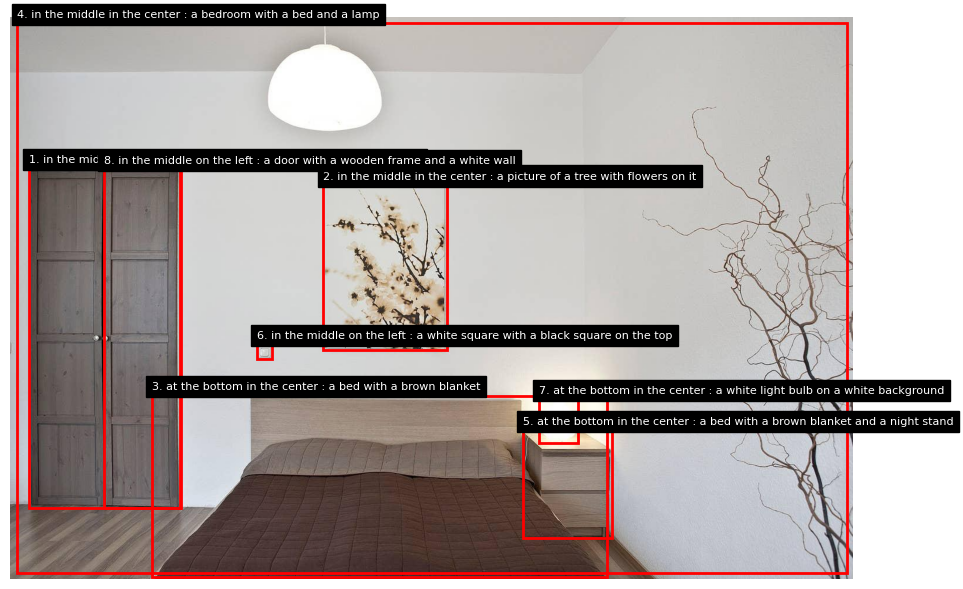 4. in the middle in the center : a bedroom with a bed and a lamp
1. in the mid
8. in the middle on the left : a door with a wooden frame and a white wall
2. in the middle in the center : a picture of a tree with flowers on it
6. in the middle on the left : a white square with a black square on the top
3. at the bottom in the center : a bed with a brown blanket
7. at the bottom in the center : a white light bulb on a white background
5. at the bottom in the center : a bed with a brown blanket and a night stand